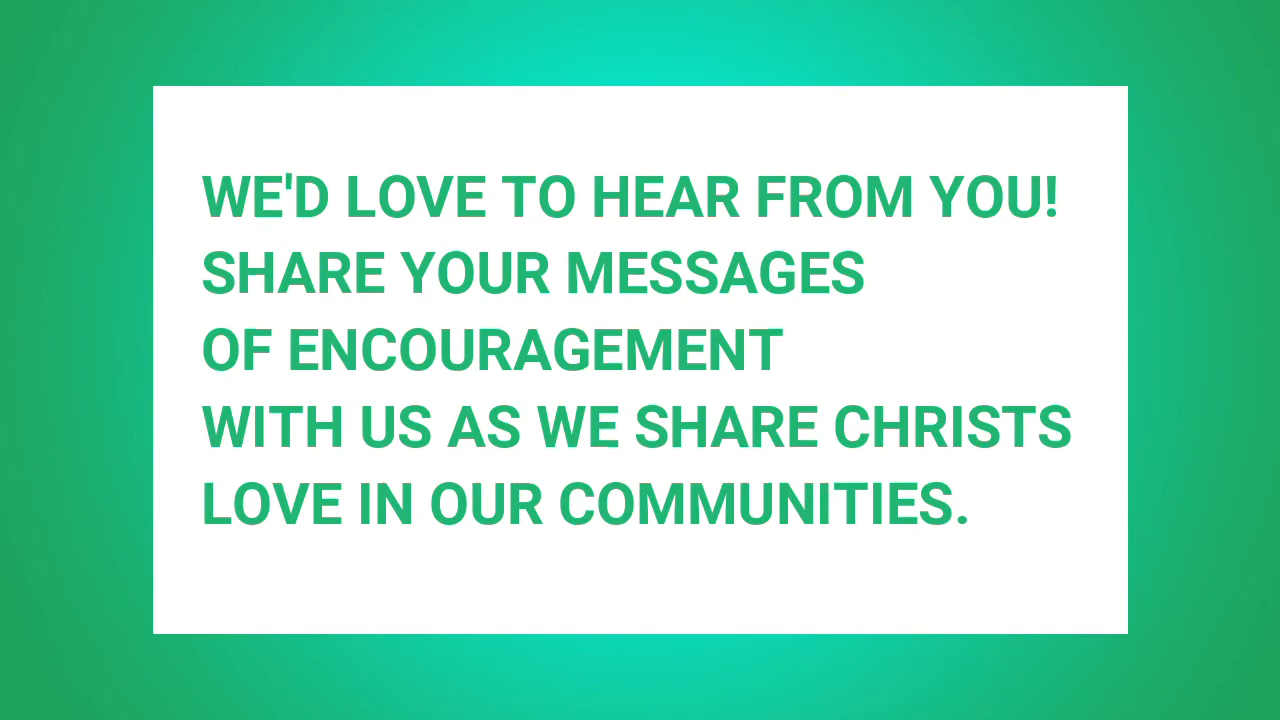 WE'D LOVE TO HEAR FROM YOU!
SHARE YOUR MESSAGES
OF ENCOURAGEMENT
WITH US AS WE SHARE CHRISTS
LOVE IN OUR COMMUNITIES.